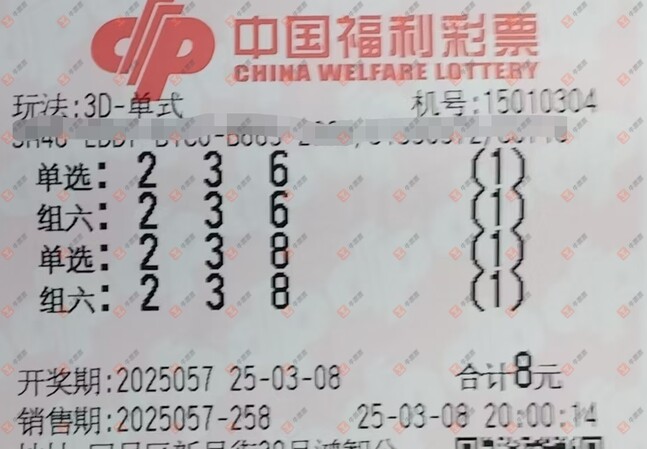 中国福利彩票
CHINA WELFARE LOTTERY
玩法:3D-单式 机号:15010304
单选: 2 3 6 (1)
组六: 2 3 6 (1)
单选: 2 3 8 (1)
组六: 2 3 8 (1)
开奖期:2025057 25-03-08 合计8元
销售期:2025057-258 25-03-08 20:00:14